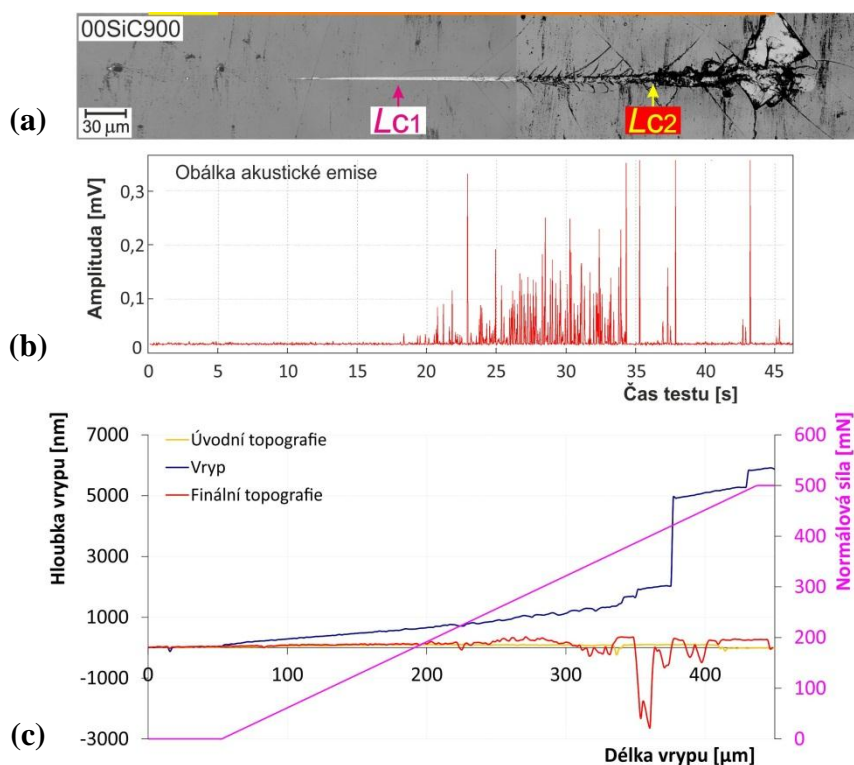 00SiC900
(a)
30 µm
Lc1
Lc2
Obálka akustické emise
Amplituda [mV]
0,3
0,2
0,1
0
(b)
0 5 10 15 20 25 30 35 40 45
Čas testu [s]
Hloubka vrypu [nm]
7000
5000
3000
1000
-1000
-3000
Úvodní topografie
Vryp
Finální topografie
600
500
400
300
200
100
0
Normálová síla [mN]
0 100 200 300 400
(c)
Délka vrypu [µm]